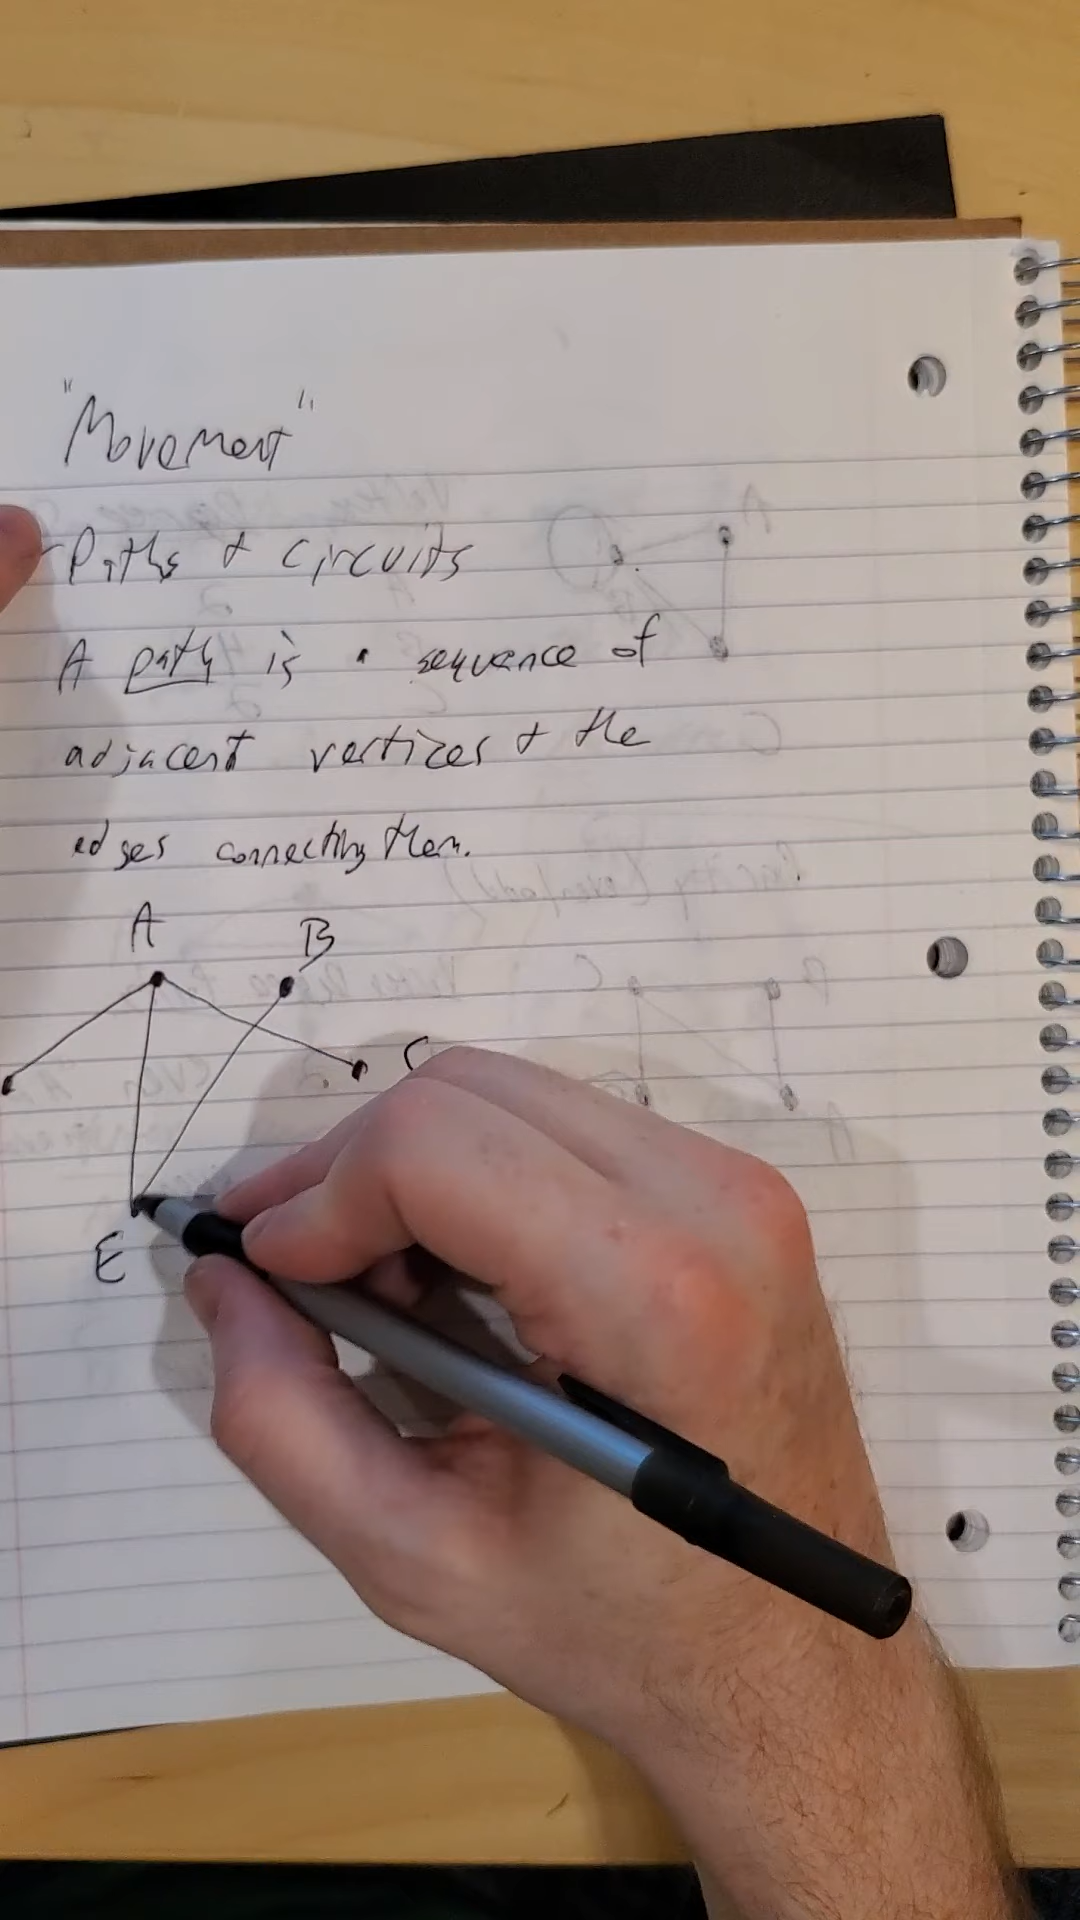 "Movement"
Paths + circuits
A path is a sequence of
adjacent vertices + the
edges connecting them.
A B
C
E